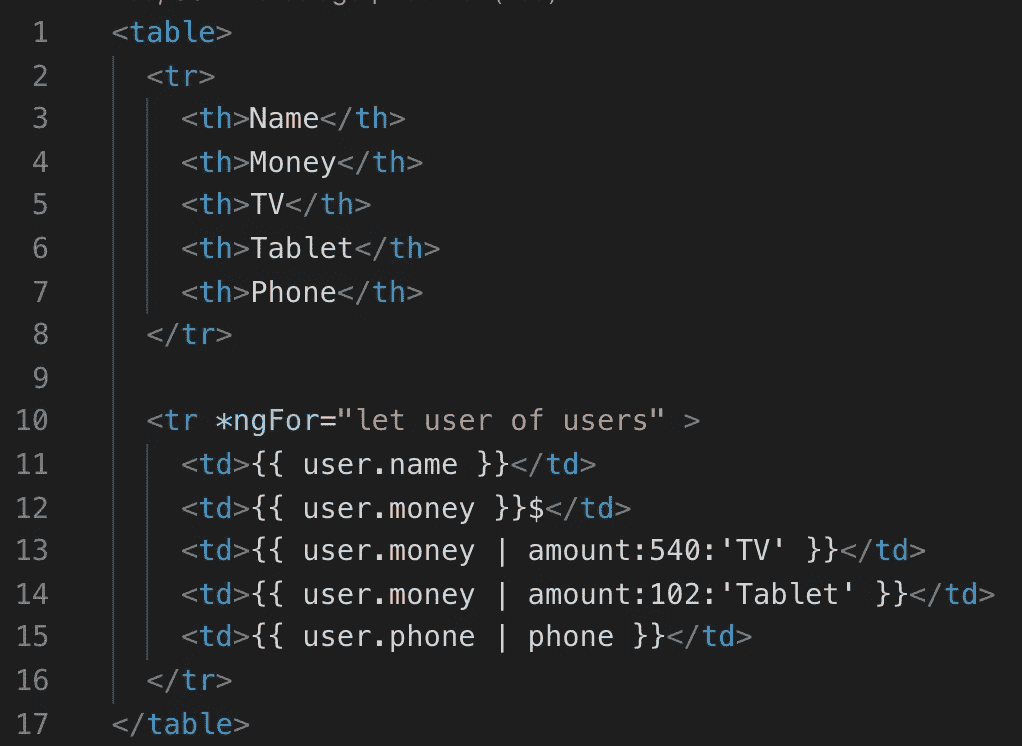 1 <table>
2 <tr>
3 <th>Name</th>
4 <th>Money</th>
5 <th>TV</th>
6 <th>Tablet</th>
7 <th>Phone</th>
8 </tr>
9
10 <tr *ngFor="let user of users" >
11 <td>{{ user.name }}</td>
12 <td>{{ user.money }}$</td>
13 <td>{{ user.money | amount:540:'TV' }}</td>
14 <td>{{ user.money | amount:102:'Tablet' }}</td>
15 <td>{{ user.phone | phone }}</td>
16 </tr>
17 </table>